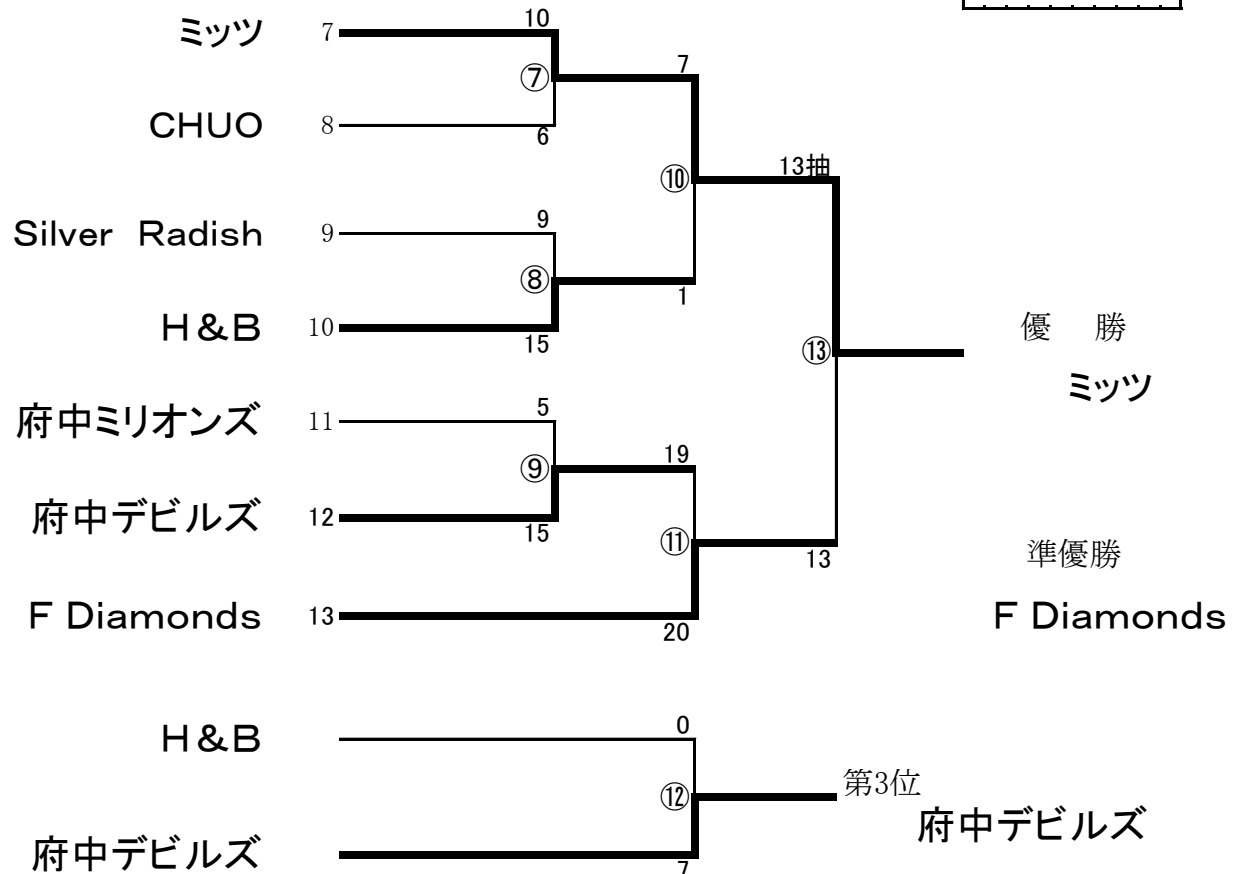 10
ミッツ 7
⑦ 7
CHUO 8
6
⑩ 13抽
Silver Radish 9 9
⑧
1
H&B 10
15
⑬ 優 勝
ミッツ
府中ミリオンズ 11 5
⑨ 19
府中デビルズ 12
15
⑪
13 準優勝
F Diamonds 13
20 F Diamonds
H&B 0
⑫ 第3位
府中デビルズ
府中デビルズ
7